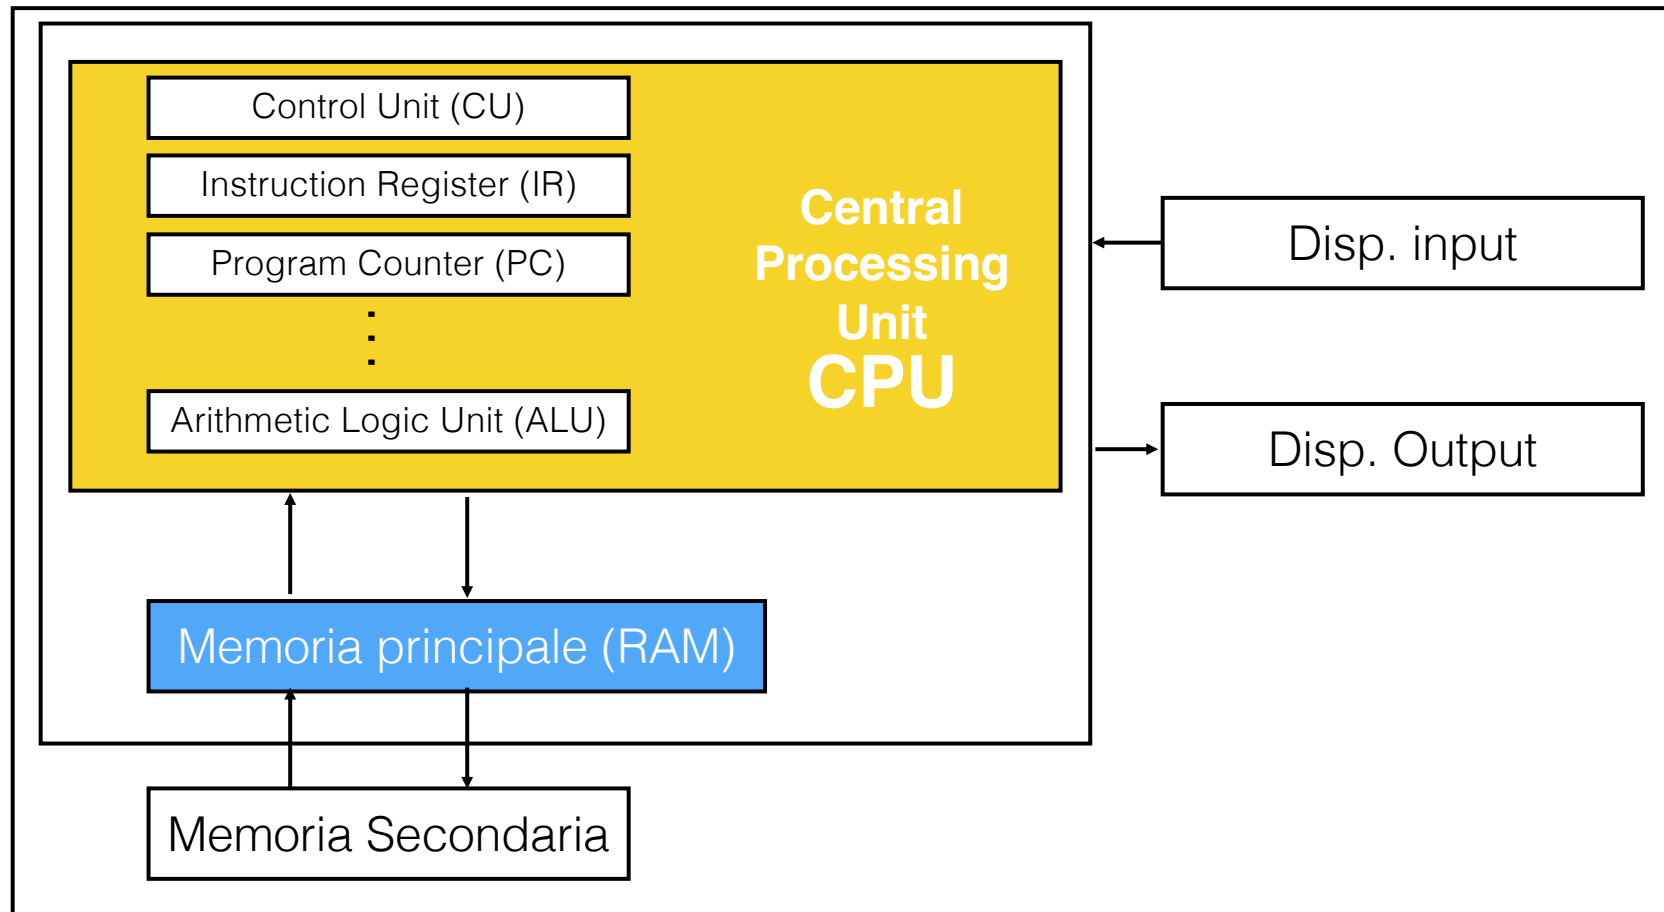 Control Unit (CU)
Instruction Register (IR)
Program Counter (PC)
Arithmetic Logic Unit (ALU)
Central
Processing
Unit
CPU
Disp. input
Disp. Output
Memoria principale (RAM)
Memoria Secondaria